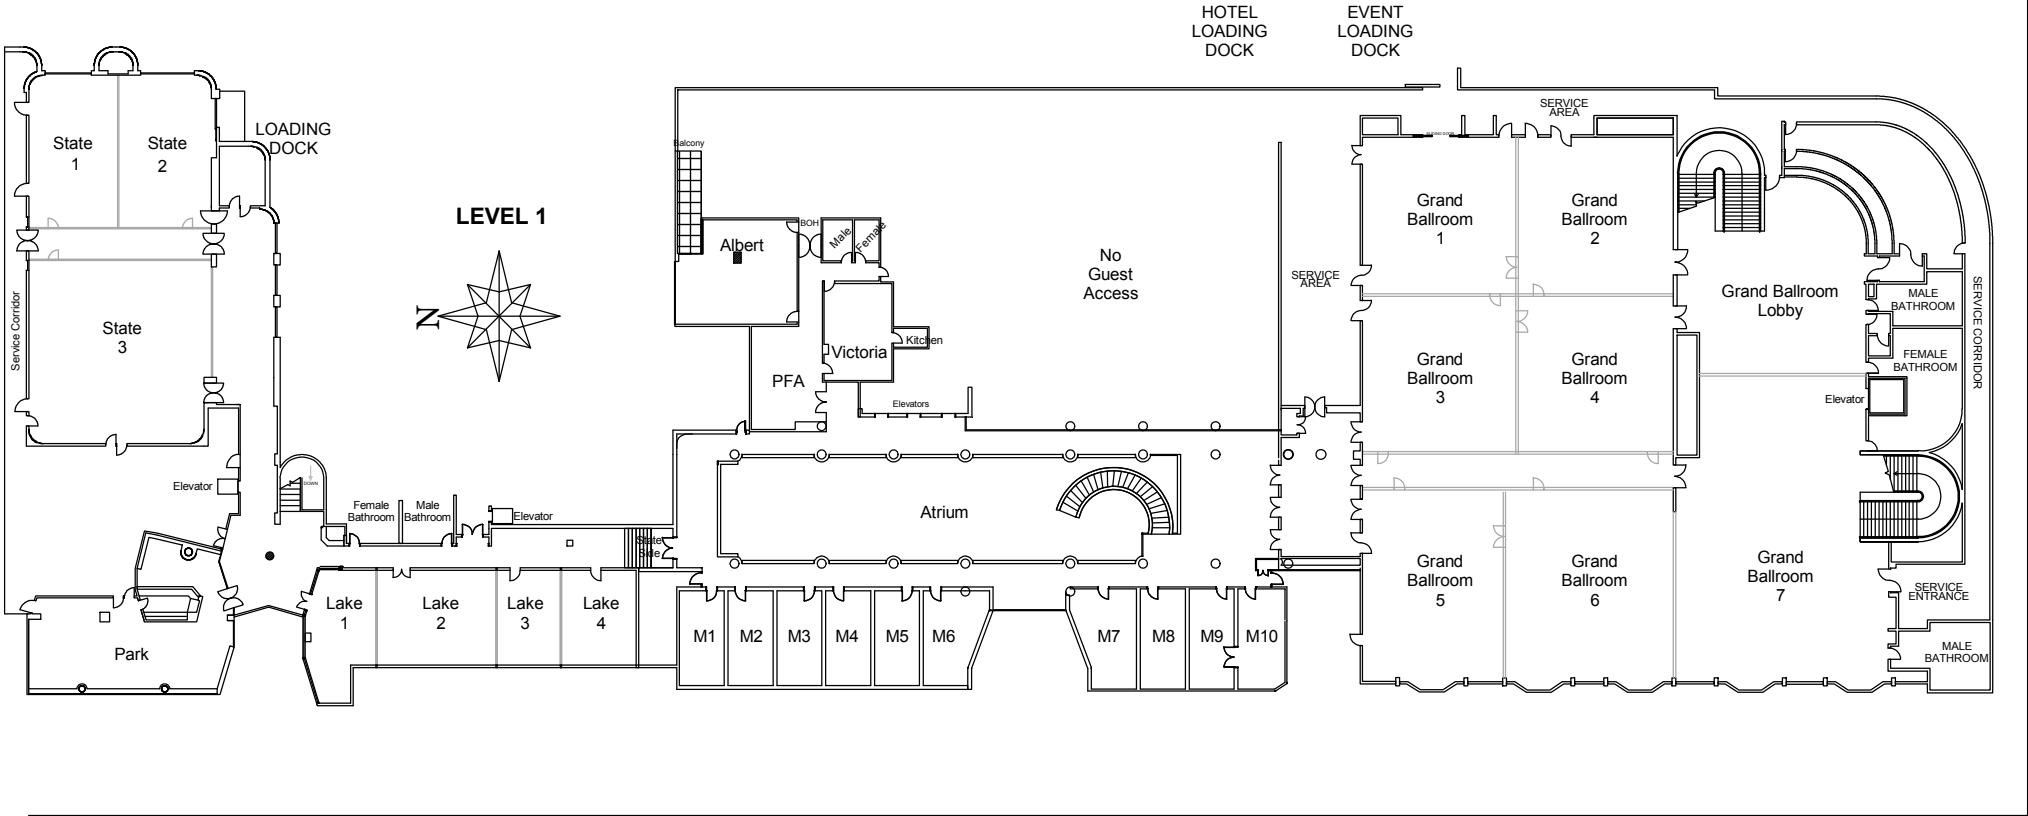 HOTEL
LOADING
DOCK
EVENT
LOADING
DOCK
SERVICE
AREA
State
1
State
2
LOADING
DOCK
Balcony
LEVEL 1
N
Albert
BOH
Male
Female
No
Guest
Access
SERVICE
AREA
Grand
Ballroom
1
Grand
Ballroom
2
Grand Ballroom
Lobby
MALE
BATHROOM
SERVICE CORRIDOR
Service Corridor
State
3
Victoria
Kitchen
PFA
Elevators
Grand
Ballroom
3
Grand
Ballroom
4
FEMALE
BATHROOM
Elevator
Elevator
DOWN
Female
Bathroom
Male
Bathroom
Elevator
State
Side
Atrium
Grand
Ballroom
5
Grand
Ballroom
6
Grand
Ballroom
7
SERVICE
ENTRANCE
MALE
BATHROOM
Park
Lake
1
Lake
2
Lake
3
Lake
4
M1
M2
M3
M4
M5
M6
M7
M8
M9
M10